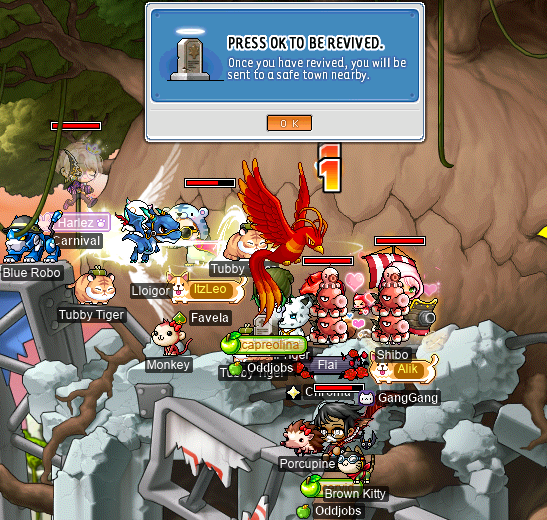 PRESS OK TO BE REVIVED.
Once you have revived, you will be
sent to a safe town nearby.
OK
1
Harlez
Carnival
Blue Robo
Tubby
Lloigor
ItzLeo
Tubby Tiger
Favela
capreolina
Monkey
Oddjobs
Flai
Shibo
Alik
Chroma
GangGang
Porcupine
Brown Kitty
Oddjobs